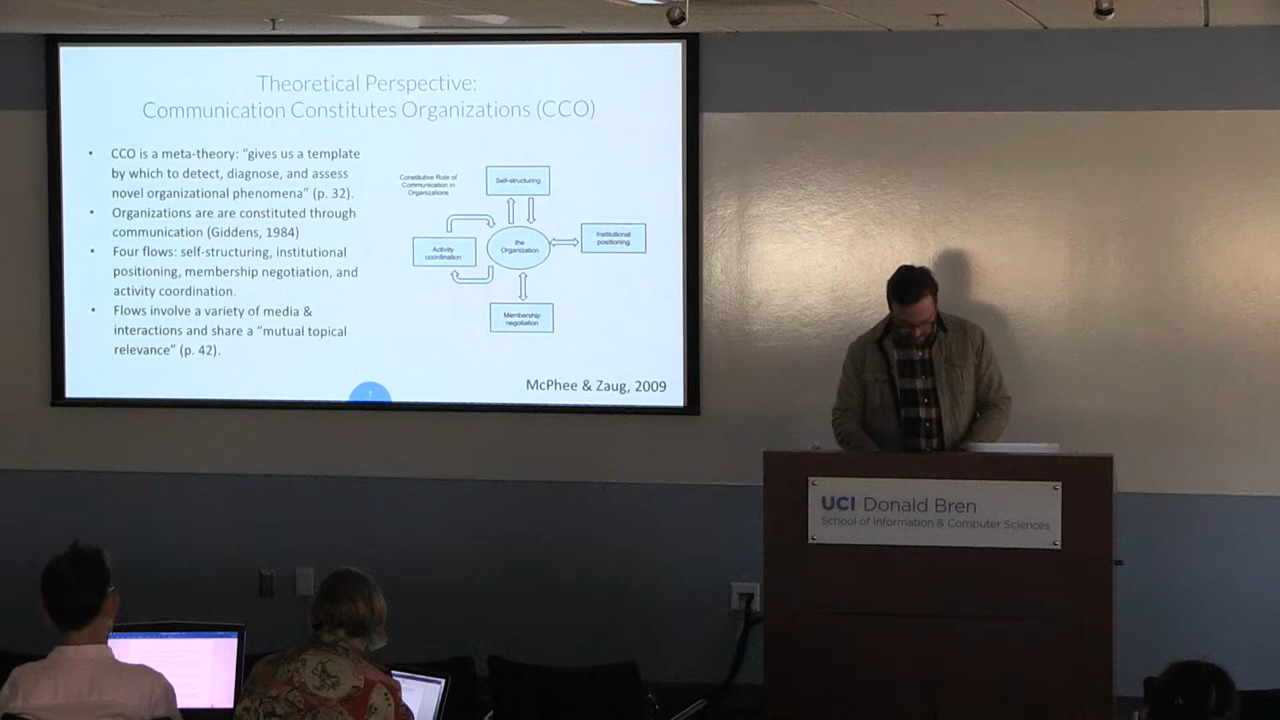 Theoretical Perspective:
Communication Constitutes Organizations (CCO)
• CCO is a meta-theory: “gives us a template
by which to detect, diagnose, and assess
novel organizational phenomena” (p. 32).
• Organizations are are constituted through
communication (Giddens, 1984)
• Four flows: self-structuring, institutional
positioning, membership negotiation, and
activity coordination.
• Flows involve a variety of media &
interactions and share a “mutual topical
relevance” (p. 42).
Constitutive Role of
Communication in
Organizations
Self-structuring
Activity
coordination
the
Organization
Institutional
positioning
Membership
negotiation
McPhee & Zaug, 2009
7
UCI Donald Bren
School of Information & Computer Sciences